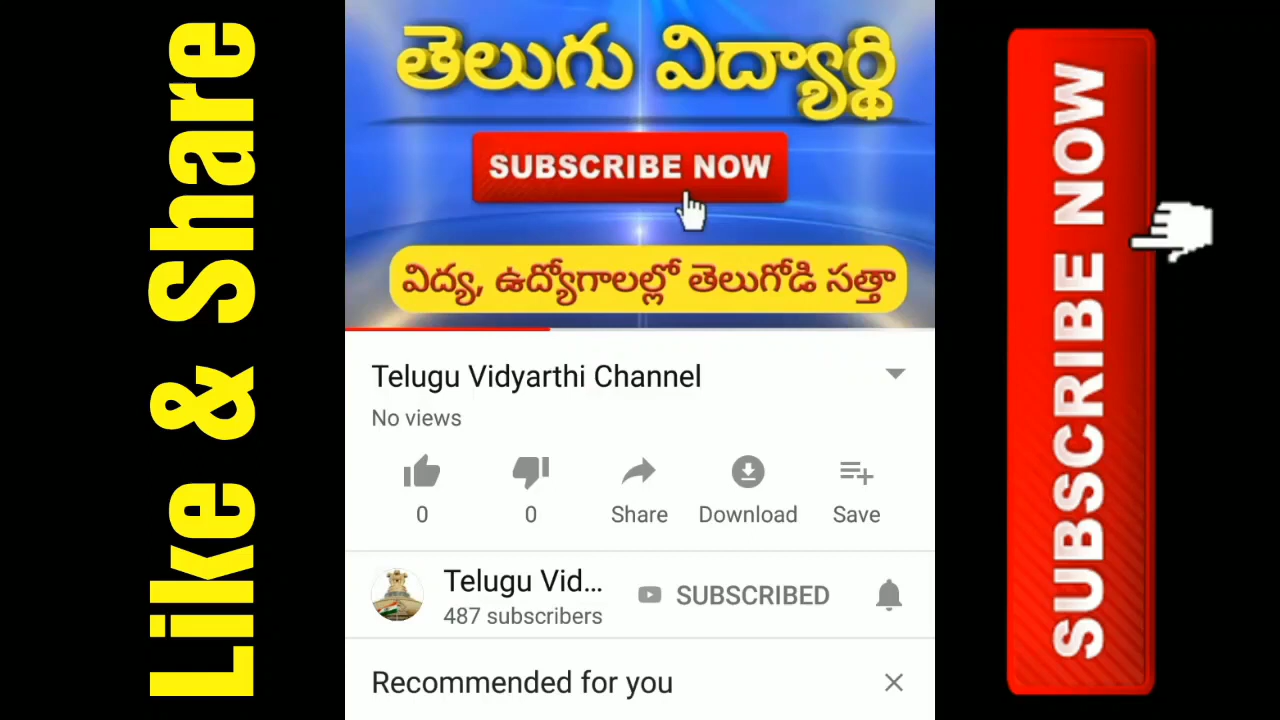 Like & Share
తెలుగు విద్యార్థి
SUBSCRIBE NOW
విద్య, ఉద్యోగాలల్లో తెలుగోడి సత్తా
Telugu Vidyarthi Channel
No views
0
0
Share
Download
Save
Telugu Vid...
487 subscribers
SUBSCRIBED
Recommended for you
SUBSCRIBE NOW